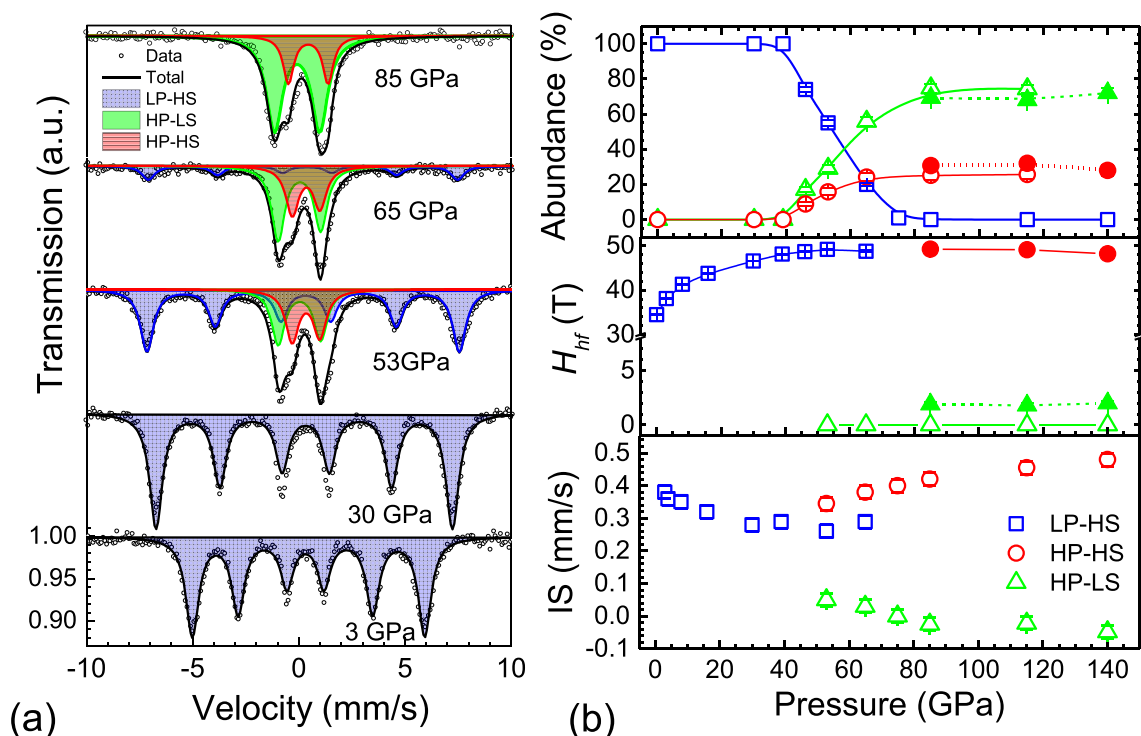 Transmission (a.u.)
Data
Total
LP-HS
HP-LS
HP-HS
85 GPa
65 GPa
53GPa
30 GPa
1.00
0.95
0.90
3 GPa
-10 -5 0 5 10
Velocity (mm/s)
(a)
Abundance (%)
100
80
60
40
20
0
H_hf (T)
50
40
30
5
0
IS (mm/s)
0.5
0.4
0.3
0.2
0.1
0.0
-0.1
LP-HS
HP-HS
HP-LS
0 20 40 60 80 100 120 140
Pressure (GPa)
(b)